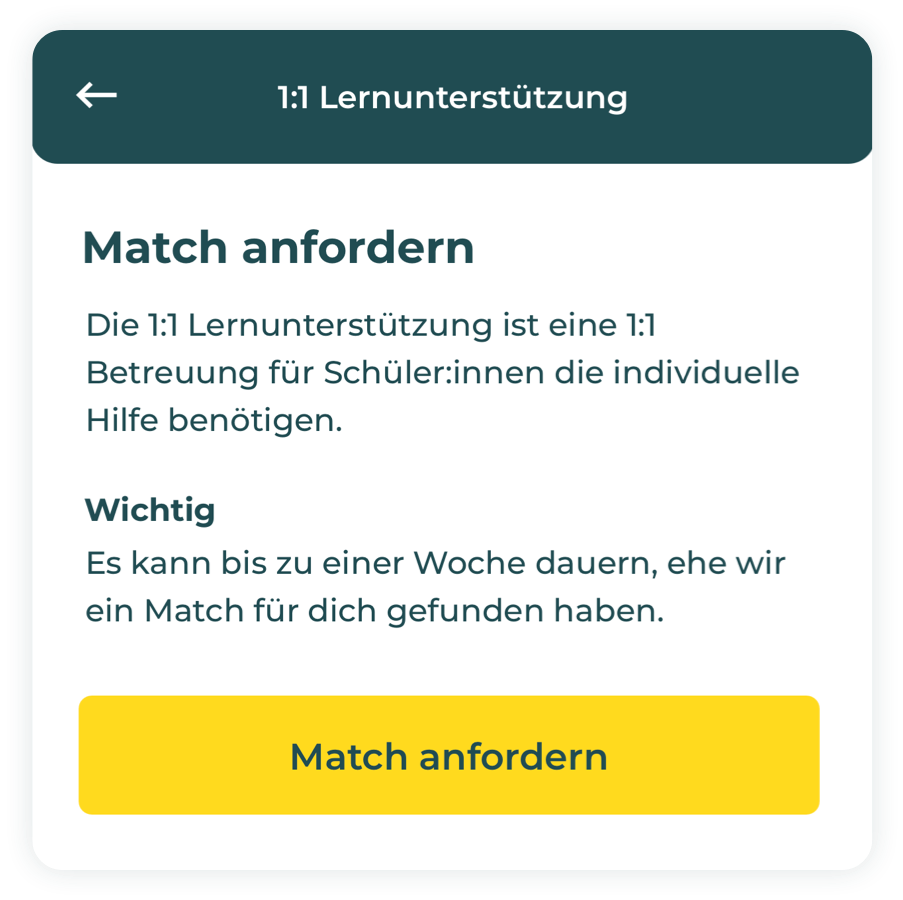 1:1 Lernunterstützung
Match anfordern
Die 1:1 Lernunterstützung ist eine 1:1
Betreuung für Schüler:innen die individuelle
Hilfe benötigen.
Wichtig
Es kann bis zu einer Woche dauern, ehe wir
ein Match für dich gefunden haben.
Match anfordern